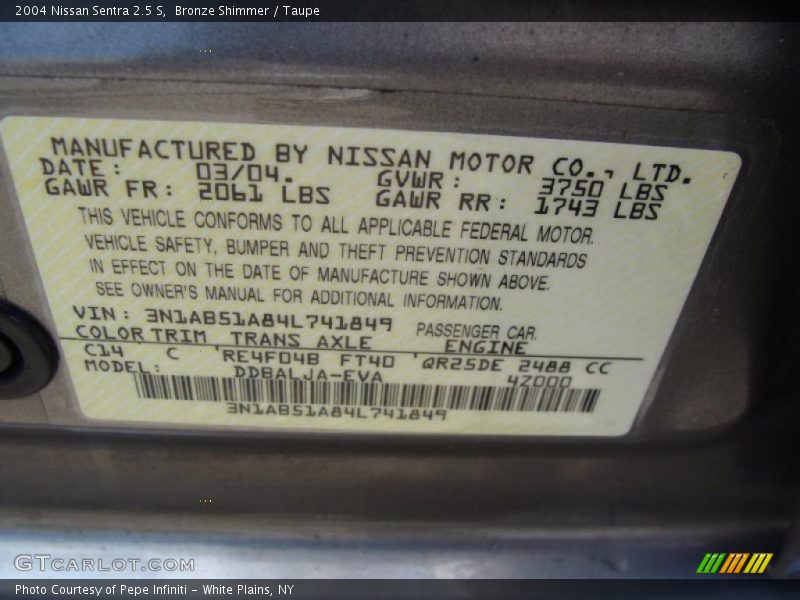 2004 Nissan Sentra 2.5 S,  Bronze Shimmer / Taupe
MANUFACTURED BY NISSAN MOTOR CO., LTD.
DATE: 03/04. GVWR: 3750 LBS
GAWR FR: 2061 LBS GAWR RR: 1743 LBS
THIS VEHICLE CONFORMS TO ALL APPLICABLE FEDERAL MOTOR.
VEHICLE SAFETY, BUMPER AND THEFT PREVENTION STANDARDS
IN EFFECT ON THE DATE OF MANUFACTURE SHOWN ABOVE.
SEE OWNER'S MANUAL FOR ADDITIONAL INFORMATION.
VIN: 3N1AB51A84L741849 PASSENGER CAR.
COLOR TRIM TRANS AXLE ENGINE
C14 C 'RE4F04B FT40 'QR25DE 2488 CC
MODEL: DDBALJA-EVA 4Z000
3N1AB51A84L741849
GTCARLOT.COM
Photo Courtesy of Pepe Infiniti - White Plains, NY